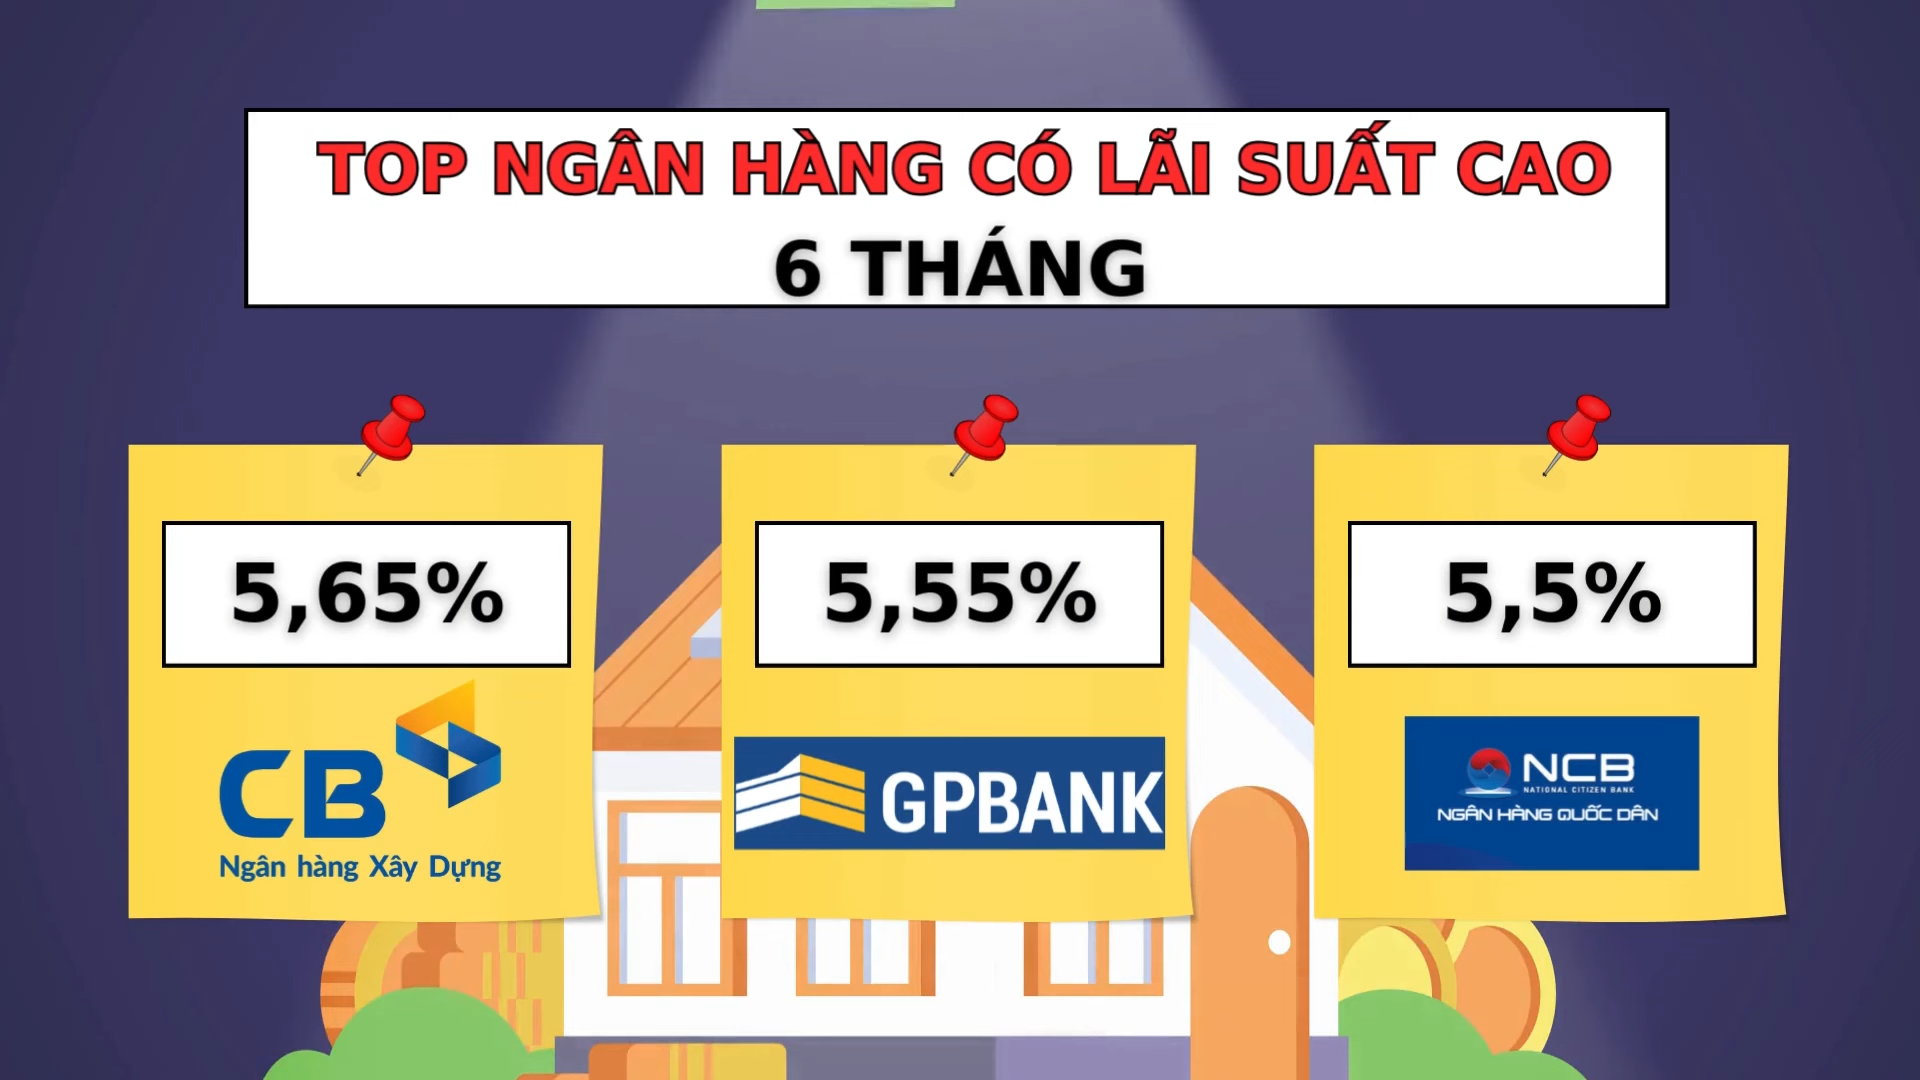 TOP NGÂN HÀNG CÓ LÃI SUẤT CAO
6 THÁNG
5,65%
CB
Ngân hàng Xây Dựng
5,55%
GPBANK
5,5%
NCB
NATIONAL CITIZEN BANK
NGÂN HÀNG QUỐC DÂN